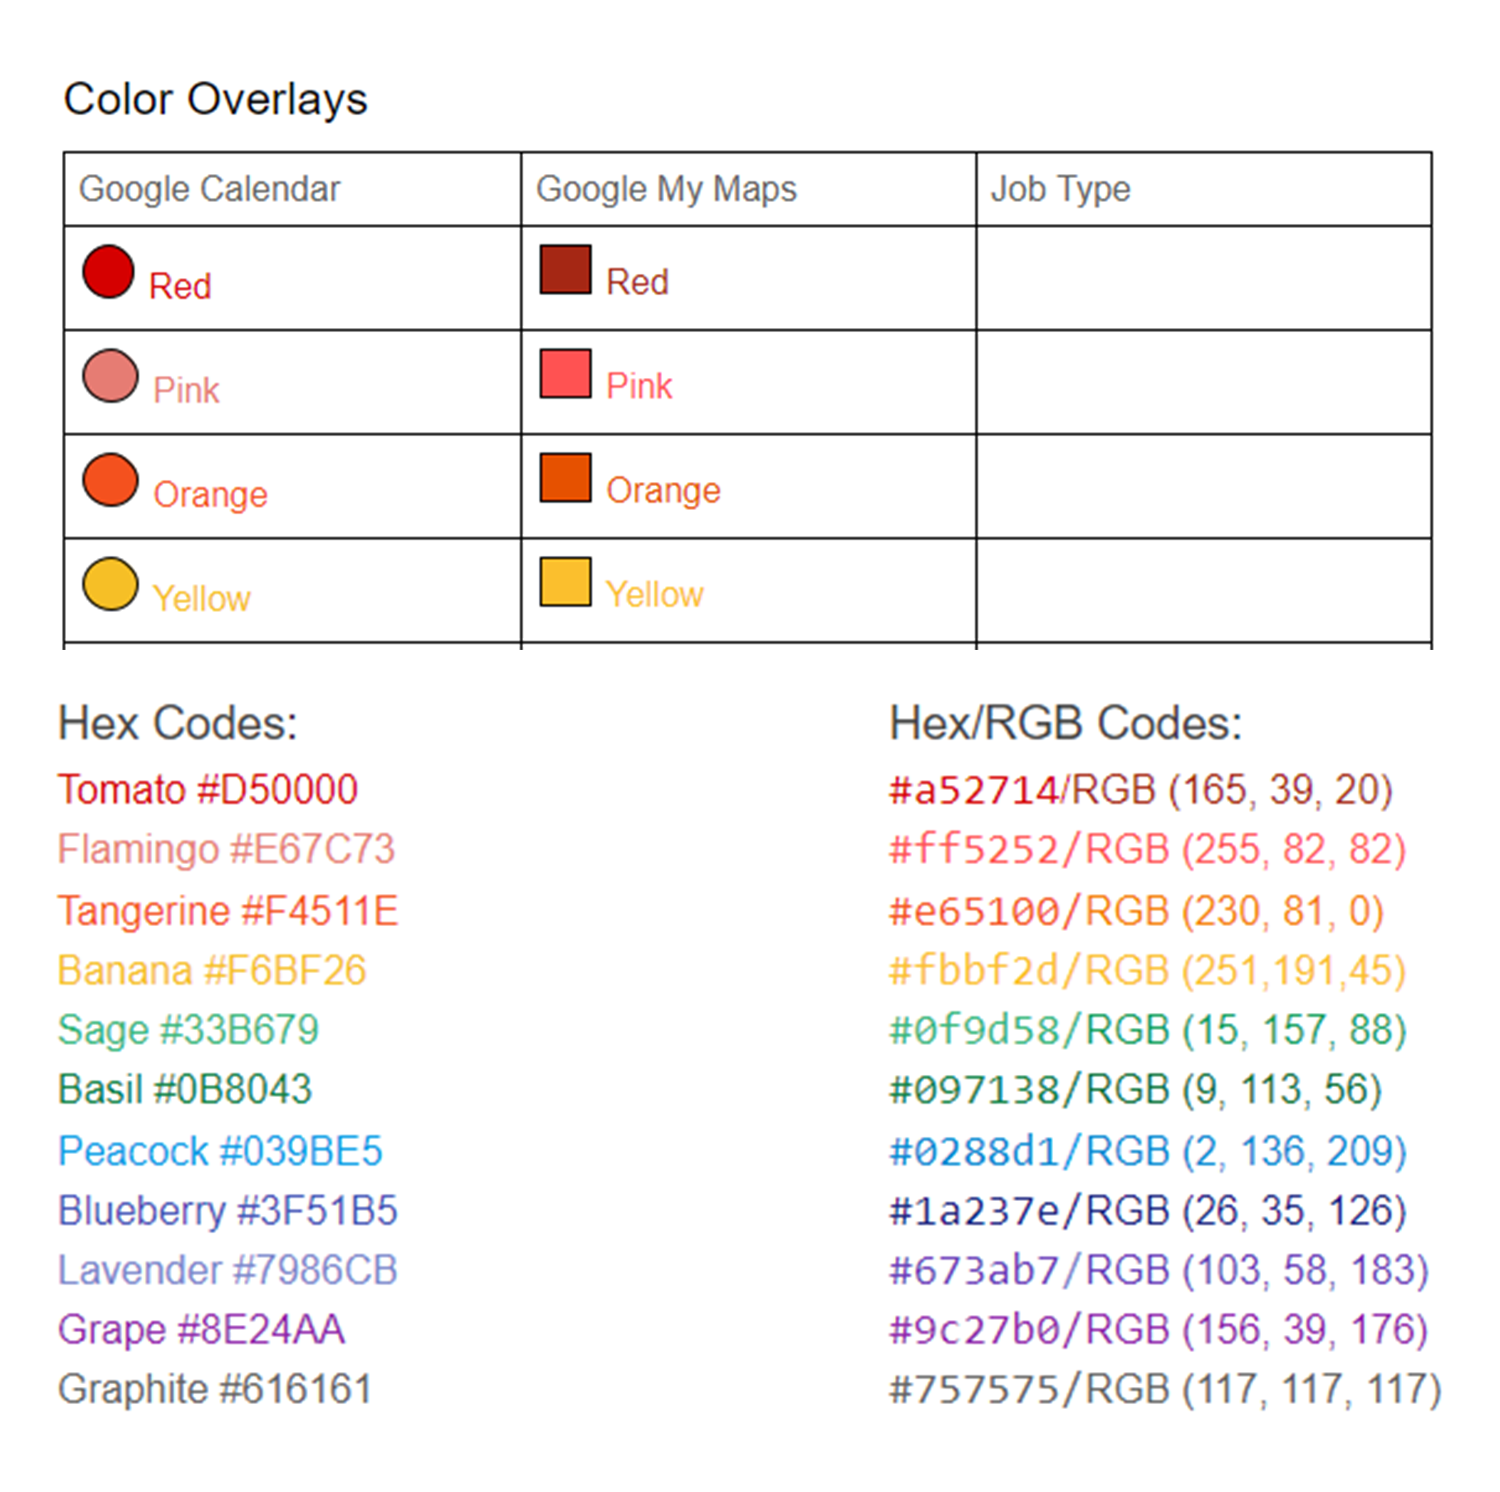 Color Overlays
Google Calendar Google My Maps Job Type
Red Red
Pink Pink
Orange Orange
Yellow Yellow
Hex Codes:
Tomato #D50000
Flamingo #E67C73
Tangerine #F4511E
Banana #F6BF26
Sage #33B679
Basil #0B8043
Peacock #039BE5
Blueberry #3F51B5
Lavender #7986CB
Grape #8E24AA
Graphite #616161
Hex/RGB Codes:
#a52714/RGB (165, 39, 20)
#ff5252/RGB (255, 82, 82)
#e65100/RGB (230, 81, 0)
#fbbf2d/RGB (251,191,45)
#0f9d58/RGB (15, 157, 88)
#097138/RGB (9, 113, 56)
#0288d1/RGB (2, 136, 209)
#1a237e/RGB (26, 35, 126)
#673ab7/RGB (103, 58, 183)
#9c27b0/RGB (156, 39, 176)
#757575/RGB (117, 117, 117)